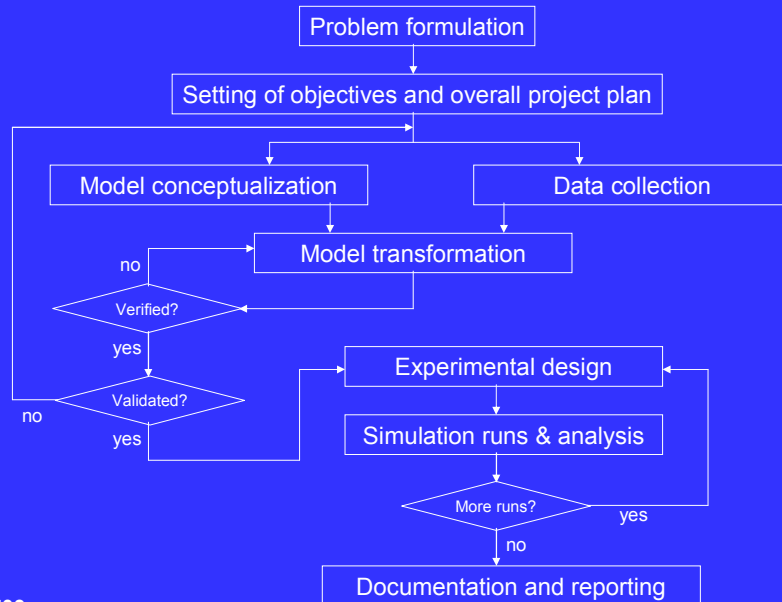 Problem formulation
Setting of objectives and overall project plan
Model conceptualization
Data collection
Model transformation
no
Verified?
yes
Experimental design
Validated?
no
yes
Simulation runs & analysis
More runs?
yes
no
Documentation and reporting